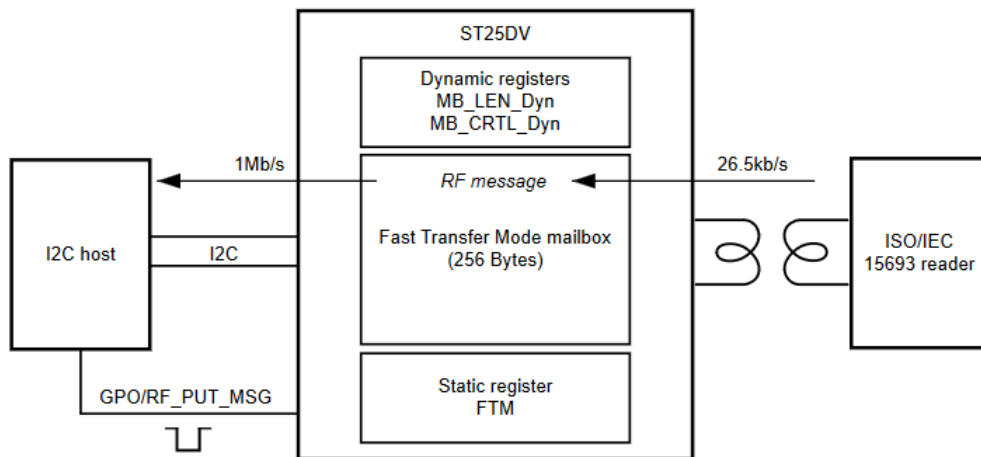 ST25DV
Dynamic registers
MB_LEN_Dyn
MB_CRTL_Dyn
1Mb/s
RF message
26.5kb/s
I2C host
I2C
Fast Transfer Mode mailbox
(256 Bytes)
ISO/IEC
15693 reader
GPO/RF_PUT_MSG
Static register
FTM